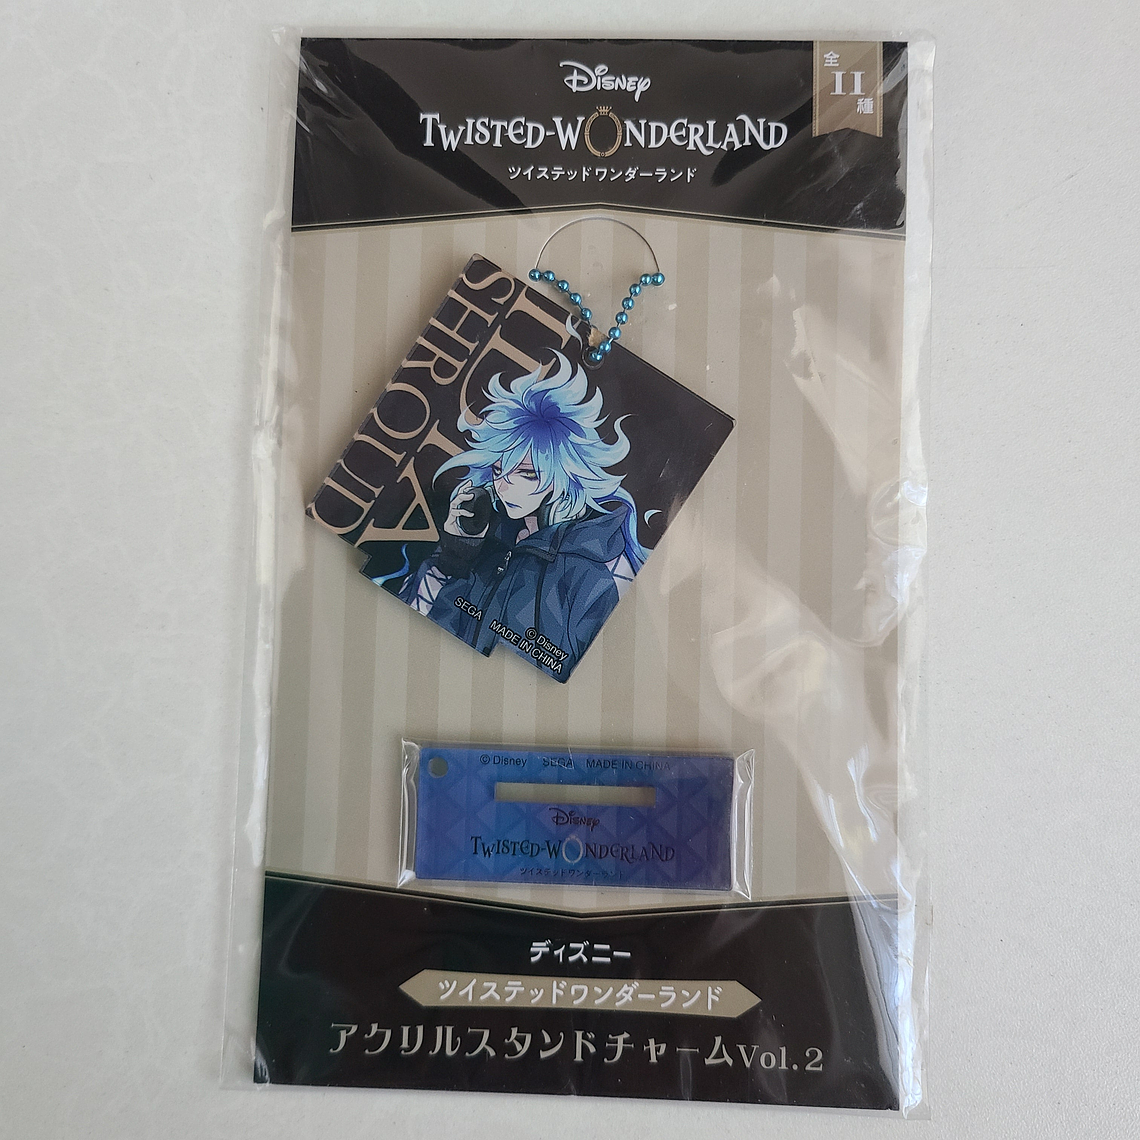 Disney
TWISTED-WONDERLAND
ツイステッドワンダーランド
全
11
種
IDIA
SHROUD
SEGA MADE IN CHINA
©Disney
©Disney SEGA MADE IN CHINA
Disney
TWISTED-WONDERLAND
ツイステッドワンダーランド
ディズニー
ツイステッドワンダーランド
アクリルスタンドチャームVol.2